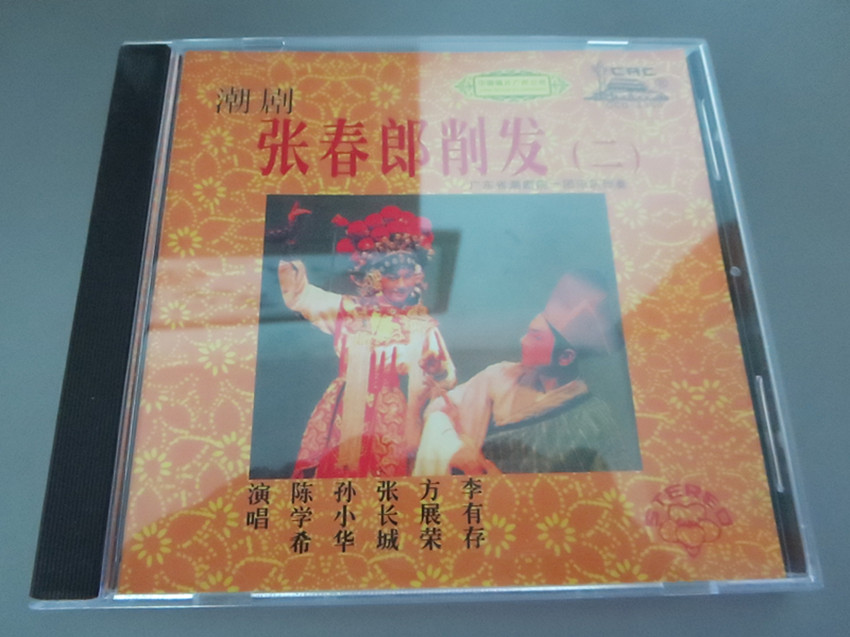 潮剧
CRC
张春郎削发(二)
演唱
陈学希
孙小华
张长城
方展荣
李有存
STEREO